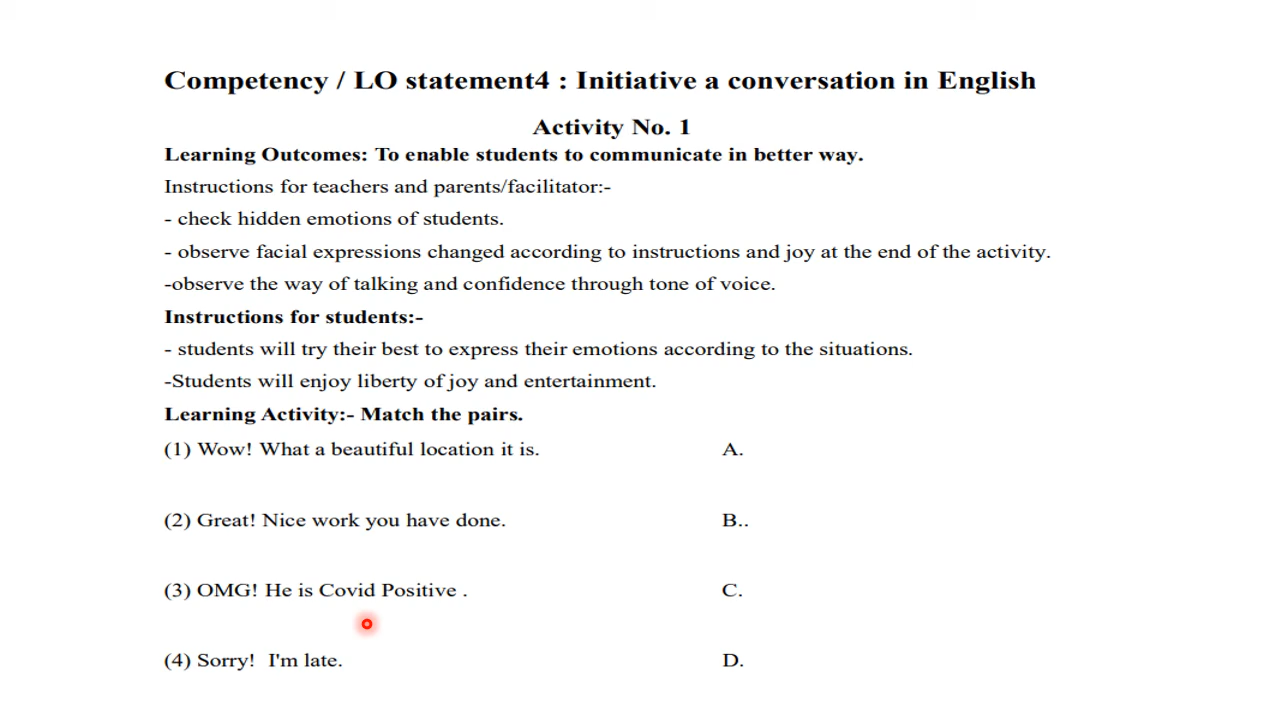 Competency / LO statement4 : Initiative a conversation in English
Activity No. 1
Learning Outcomes: To enable students to communicate in better way.
Instructions for teachers and parents/facilitator:-
- check hidden emotions of students.
- observe facial expressions changed according to instructions and joy at the end of the activity.
-observe the way of talking and confidence through tone of voice.
Instructions for students:-
- students will try their best to express their emotions according to the situations.
-Students will enjoy liberty of joy and entertainment.
Learning Activity:- Match the pairs.
(1) Wow! What a beautiful location it is. A.
(2) Great! Nice work you have done. B..
(3) OMG! He is Covid Positive . C.
(4) Sorry!  I'm late. D.